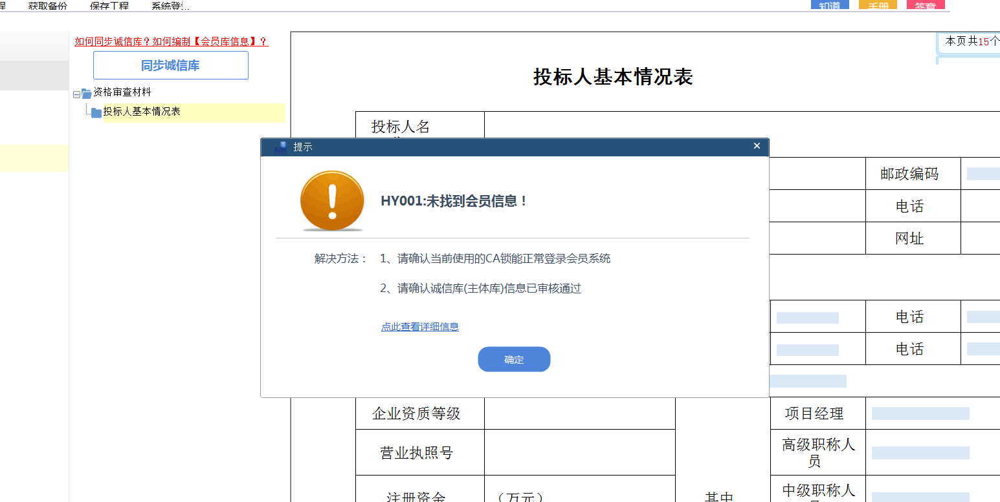 程 获取备份 保存工程 系统登
知道 手册 签章
如何同步诚信库？如何编制【会员库信息】？
同步诚信库
资格审查材料
投标人基本情况表
本页共15个
投标人基本情况表
投标人名
提示
HY001:未找到会员信息！
解决方法： 1、请确认当前使用的CA锁能正常登录会员系统
2、请确认诚信库(主体库)信息已审核通过
点此查看详细信息
确定
邮政编码
电话
网址
电话
电话
企业资质等级 项目经理
营业执照号 高级职称人
员
注册资金 （万元） 其中 中级职称人